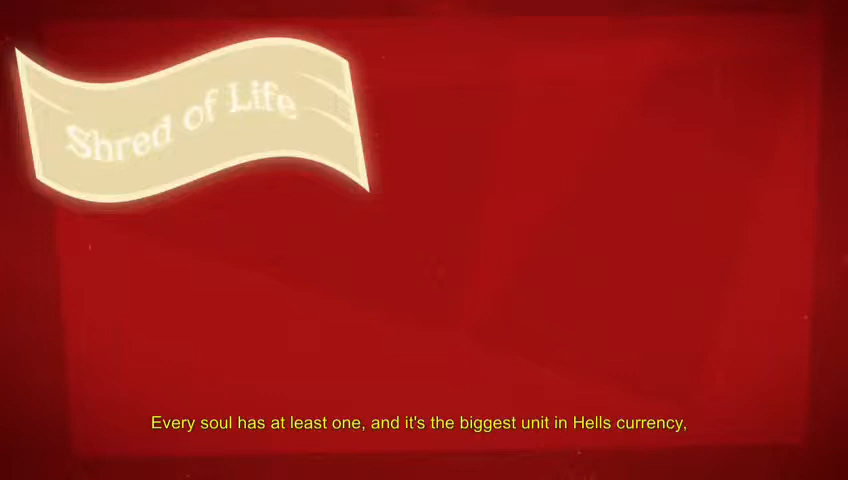 Shred of Life
Every soul has at least one, and it's the biggest unit in Hells currency,